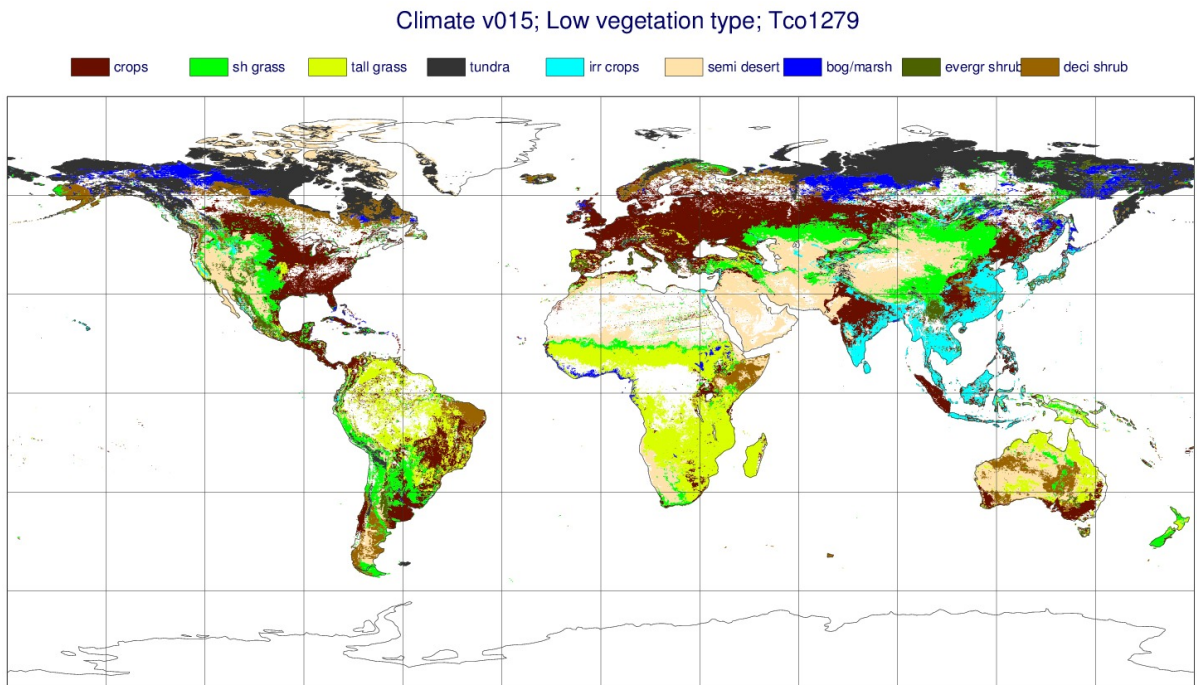 Climate v015; Low vegetation type; Tco1279
crops sh grass tall grass tundra irr crops semi desert bog/marsh evergr shrub deci shrub